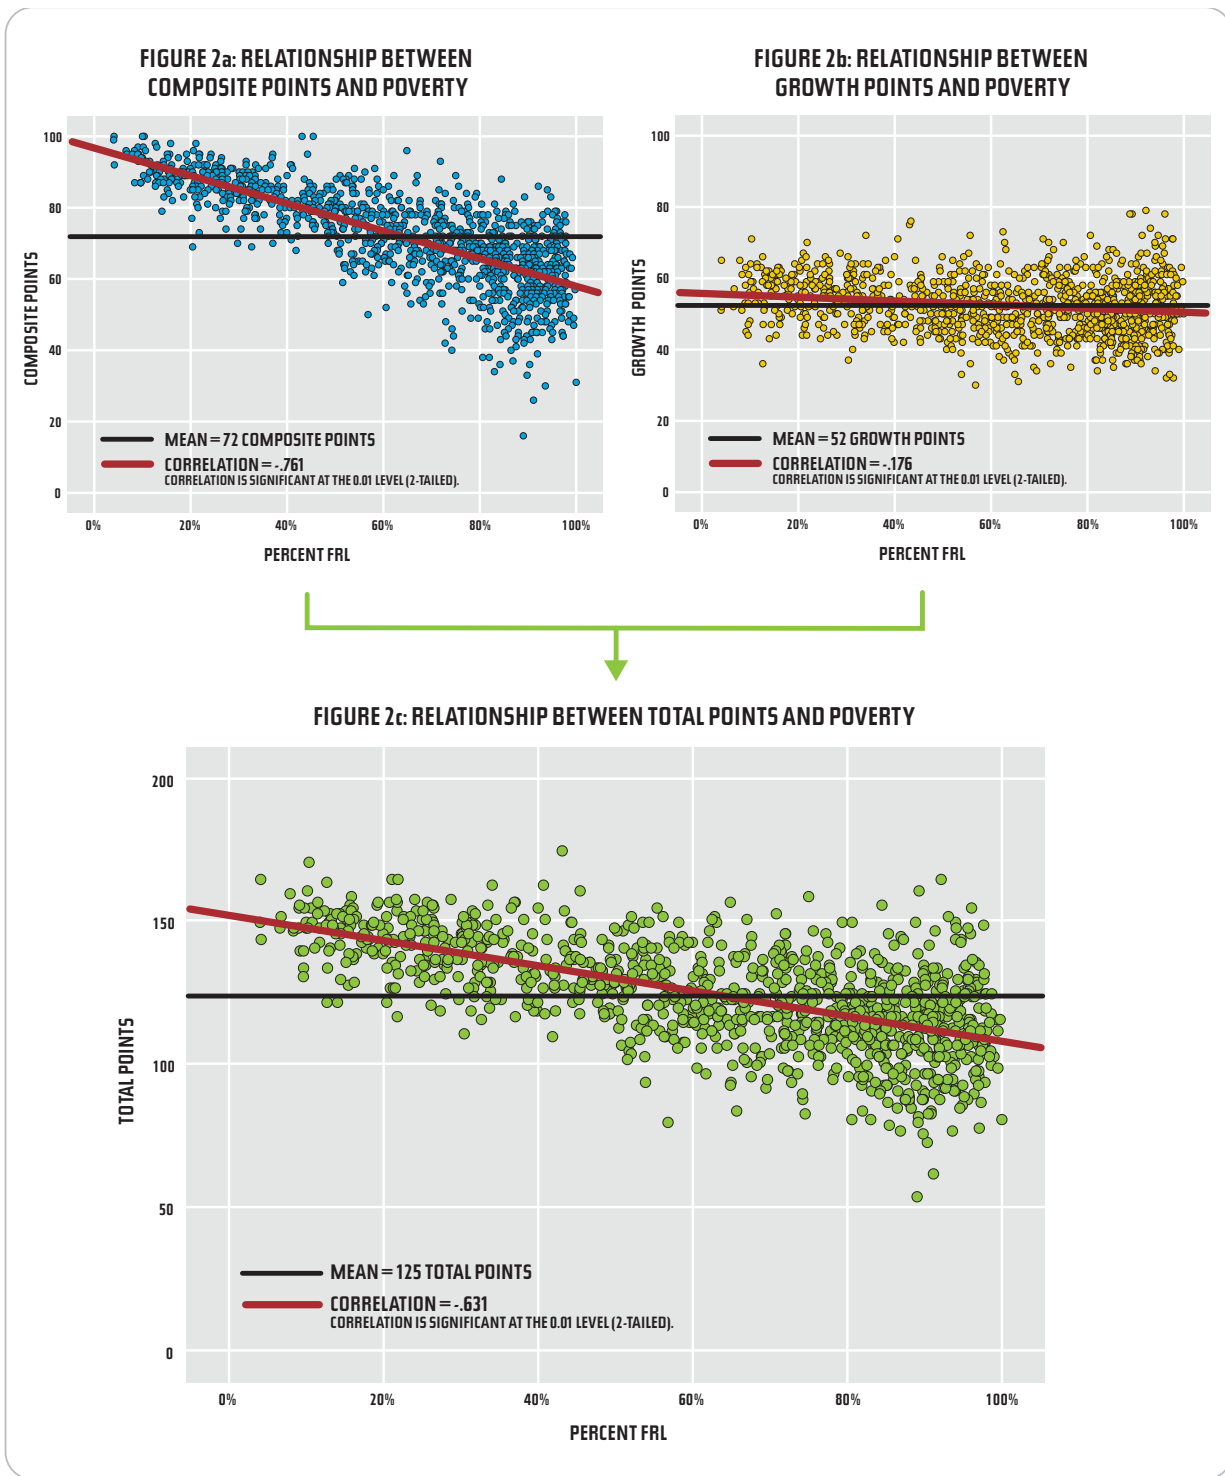 FIGURE 2a: RELATIONSHIP BETWEEN
COMPOSITE POINTS AND POVERTY
100
80
60
40
20
0
COMPOSITE POINTS
MEAN = 72 COMPOSITE POINTS
CORRELATION = -.761
CORRELATION IS SIGNIFICANT AT THE 0.01 LEVEL (2-TAILED).
0% 20% 40% 60% 80% 100%
PERCENT FRL
FIGURE 2b: RELATIONSHIP BETWEEN
GROWTH POINTS AND POVERTY
100
80
60
40
20
0
GROWTH POINTS
MEAN = 52 GROWTH POINTS
CORRELATION = -.176
CORRELATION IS SIGNIFICANT AT THE 0.01 LEVEL (2-TAILED).
0% 20% 40% 60% 80% 100%
PERCENT FRL
FIGURE 2c: RELATIONSHIP BETWEEN TOTAL POINTS AND POVERTY
200
150
100
50
0
TOTAL POINTS
MEAN = 125 TOTAL POINTS
CORRELATION = -.631
CORRELATION IS SIGNIFICANT AT THE 0.01 LEVEL (2-TAILED).
0% 20% 40% 60% 80% 100%
PERCENT FRL